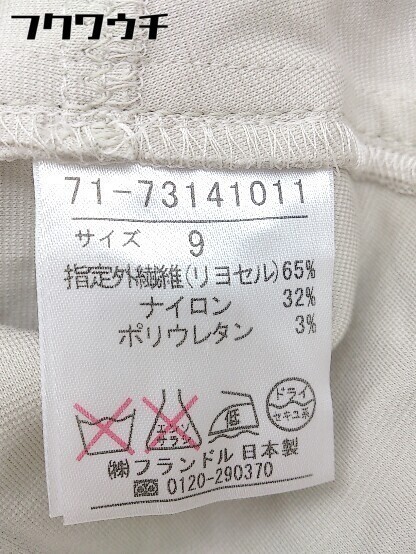 フクワウチ
71-73141011
サイズ 9
指定外繊維(リヨセル)65%
ナイロン 32%
ポリウレタン 3%
エンソサラシ 低 ドライ セキユ系
㈱フランドル 日本製
0120-290370